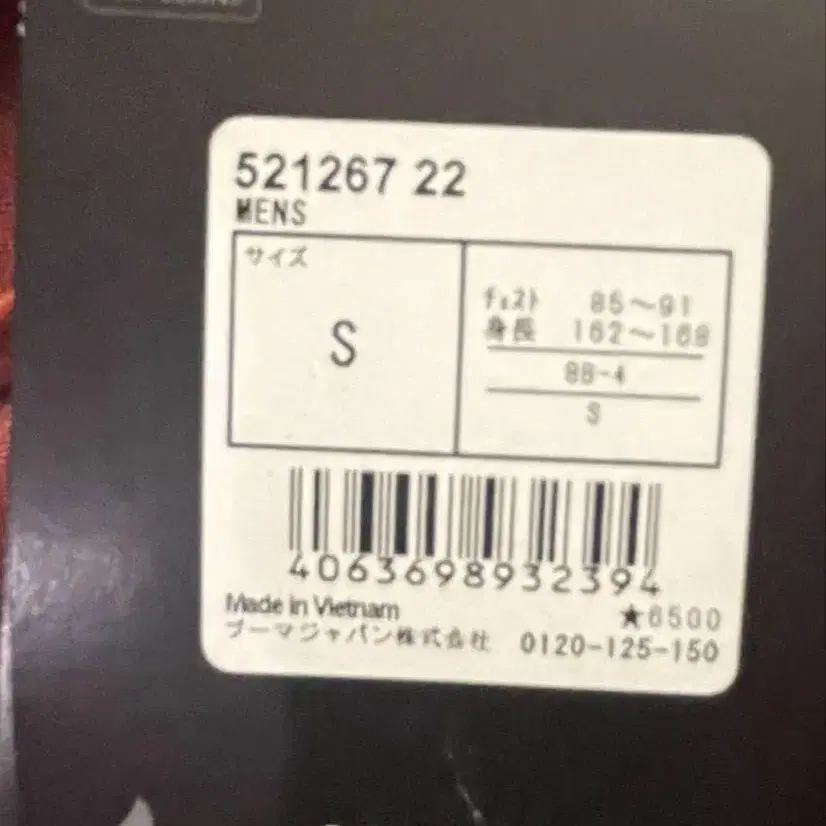 521267 22
MENS
サイズ
S
チェスト 85～91
身長 162～168
88-4
S
4063698932394
Made in Vietnam
★6500
プーマジャパン株式会社 0120-125-150